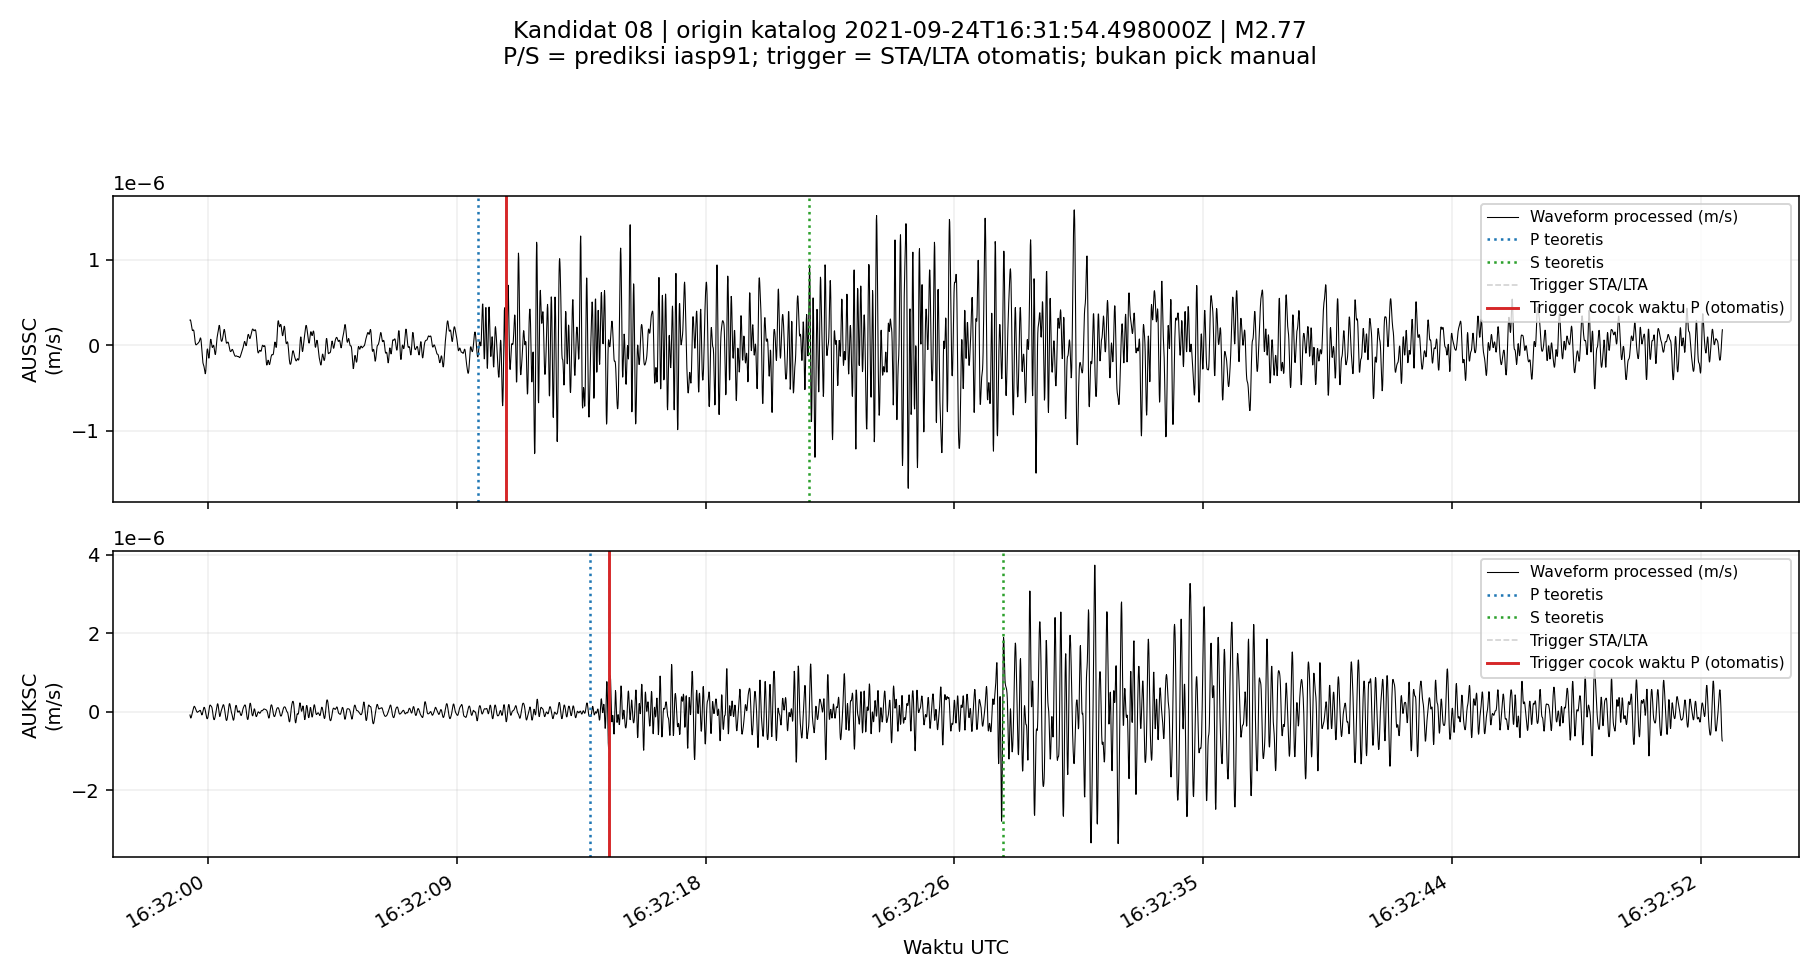 Kandidat 08 | origin katalog 2021-09-24T16:31:54.498000Z | M2.77
P/S = prediksi iasp91; trigger = STA/LTA otomatis; bukan pick manual
1e−6
1
0
−1
AUSSC
(m/s)
Waveform processed (m/s)
P teoretis
S teoretis
Trigger STA/LTA
Trigger cocok waktu P (otomatis)
1e−6
4
2
0
−2
AUKSC
(m/s)
Waveform processed (m/s)
P teoretis
S teoretis
Trigger STA/LTA
Trigger cocok waktu P (otomatis)
16:32:00
16:32:09
16:32:18
16:32:26
16:32:35
16:32:44
16:32:52
Waktu UTC